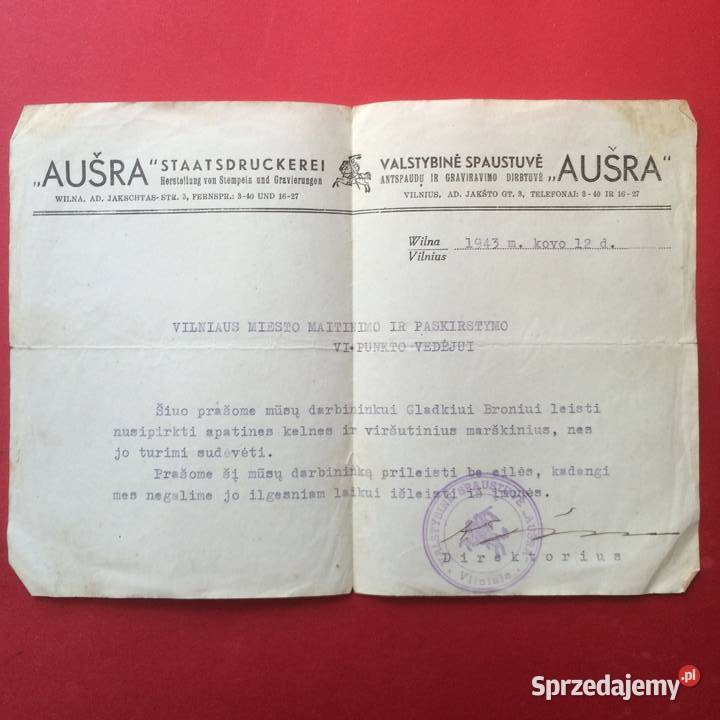 „AUŠRA“ STAATSDRUCKEREI
Herstellung von Stempeln und Gravierungen
WILNA, AD. JAKSCHTAS-STR. 3, FERNSPR.: 3-40 UND 16-27
VALSTYBINĖ SPAUSTUVĖ „AUŠRA“
ANTSPAUDŲ IR GRAVIRAVIMO DIRBTUVĖ
VILNIUS, AD. JAKŠTO GT. 3, TELEFONAI: 3-40 IR 16-27
Wilna
Vilnius 1943 m. kovo 12 d.
VILNIAUS MIESTO MAITINIMO IR PASKIRSTYMO
VI PUNKTO VEDĖJUI
Šiuo prašome mūsų darbininkui Gladkiui Broniui leisti
nusipirkti apatines kelnes ir viršutinius marškinius, nes
jo turimi sudėvėti.
Prašome šį mūsų darbininką prileisti be eilės, kadangi
mes negalime jo ilgesniam laikui išleisti iš įmonės.
VALSTYBINĖ SPAUSTUVĖ „AUŠRA“
Vilniuje
Direktorius
Sprzedajemy.pl